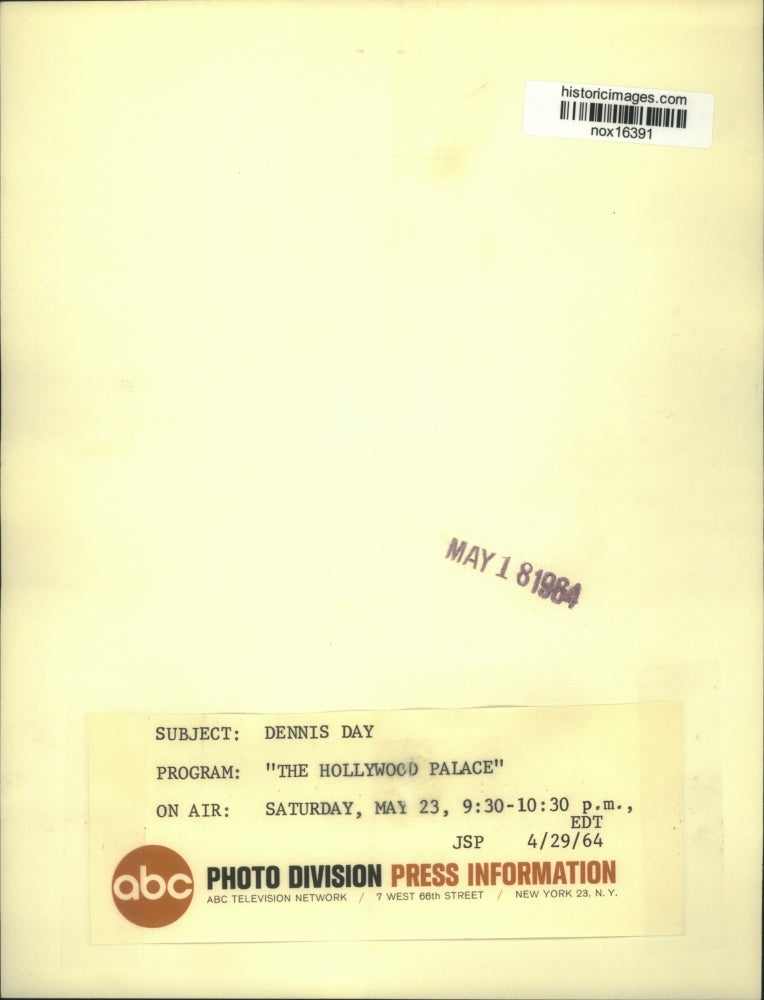 historicimages.com
nox16391
MAY 18 1964
SUBJECT: DENNIS DAY
PROGRAM: "THE HOLLYWOOD PALACE"
ON AIR: SATURDAY, MAY 23, 9:30-10:30 p.m.,
EDT
JSP 4/29/64
abc PHOTO DIVISION PRESS INFORMATION
ABC TELEVISION NETWORK / 7 WEST 66th STREET / NEW YORK 23, N. Y.